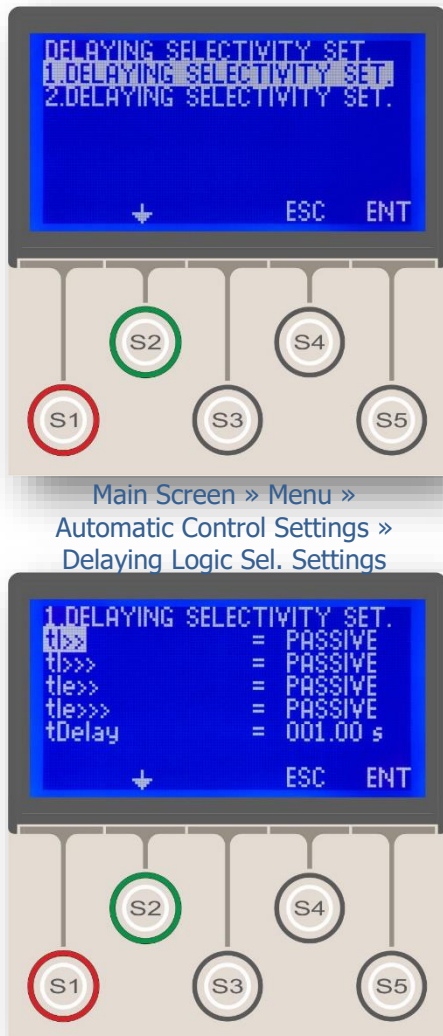 DELAYING SELECTIVITY SET.
1.DELAYING SELECTIVITY SET.
2.DELAYING SELECTIVITY SET.
ESC ENT
S2 S4
S1 S3 S5
Main Screen » Menu »
Automatic Control Settings »
Delaying Logic Sel. Settings
1.DELAYING SELECTIVITY SET.
tI>> = PASSIVE
tI>>> = PASSIVE
tIe>> = PASSIVE
tIe>>> = PASSIVE
tDelay = 001.00 s
ESC ENT
S2 S4
S1 S3 S5